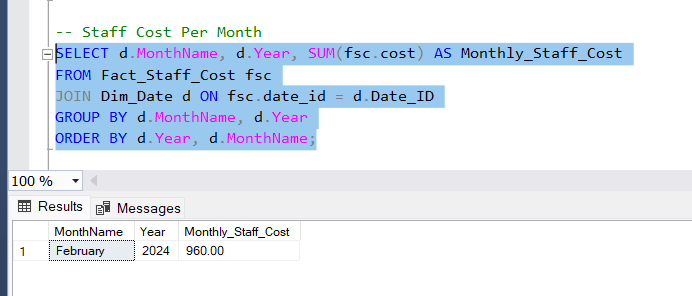 -- Staff Cost Per Month
SELECT d.MonthName, d.Year, SUM(fsc.cost) AS Monthly_Staff_Cost
FROM Fact_Staff_Cost fsc
JOIN Dim_Date d ON fsc.date_id = d.Date_ID
GROUP BY d.MonthName, d.Year
ORDER BY d.Year, d.MonthName;
100 %
Results Messages
MonthName Year Monthly_Staff_Cost
1 February 2024 960.00